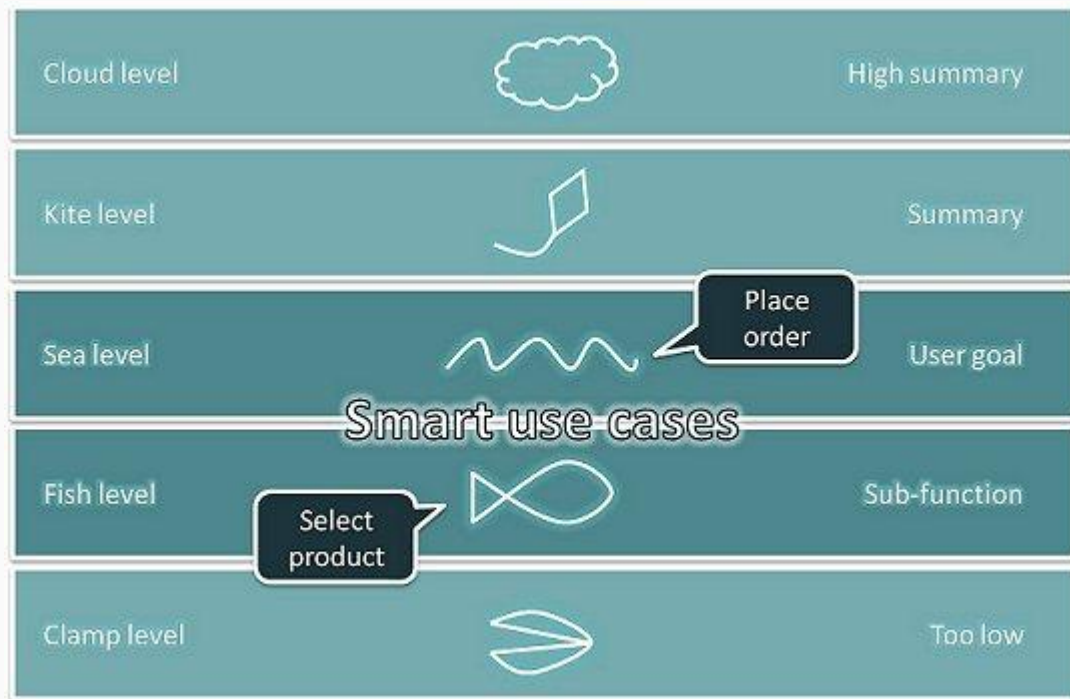 Cloud level
High summary
Kite level
Summary
Place
order
Sea level
User goal
Smart use cases
Fish level
Sub-function
Select
product
Clamp level
Too low